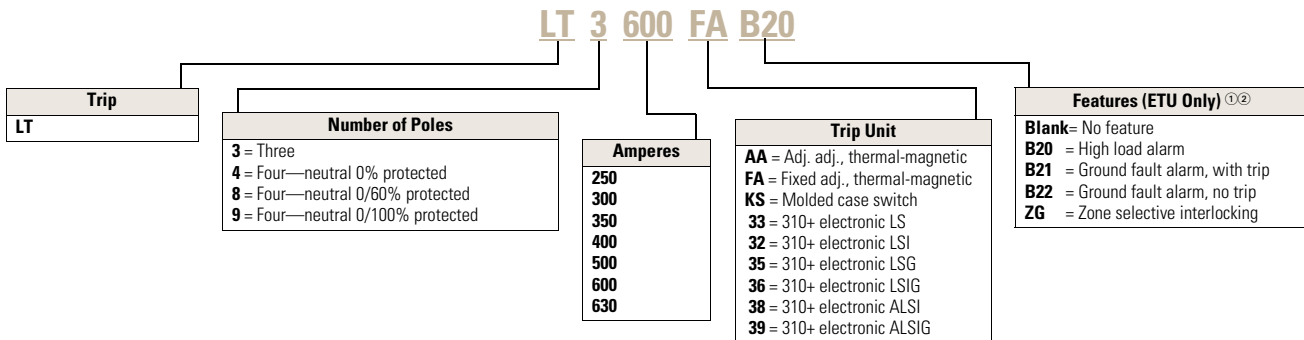 LT 3 600 FA B20
Trip
LT
Number of Poles
3 = Three
4 = Four—neutral 0% protected
8 = Four—neutral 0/60% protected
9 = Four—neutral 0/100% protected
Amperes
250
300
350
400
500
600
630
Trip Unit
AA = Adj. adj., thermal-magnetic
FA = Fixed adj., thermal-magnetic
KS = Molded case switch
33 = 310+ electronic LS
32 = 310+ electronic LSI
35 = 310+ electronic LSG
36 = 310+ electronic LSIG
38 = 310+ electronic ALSI
39 = 310+ electronic ALSIG
Features (ETU Only) ①②
Blank= No feature
B20 = High load alarm
B21 = Ground fault alarm, with trip
B22 = Ground fault alarm, no trip
ZG = Zone selective interlocking